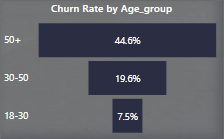 Churn Rate by Age_group
50+ 44.6%
30-50 19.6%
18-30 7.5%